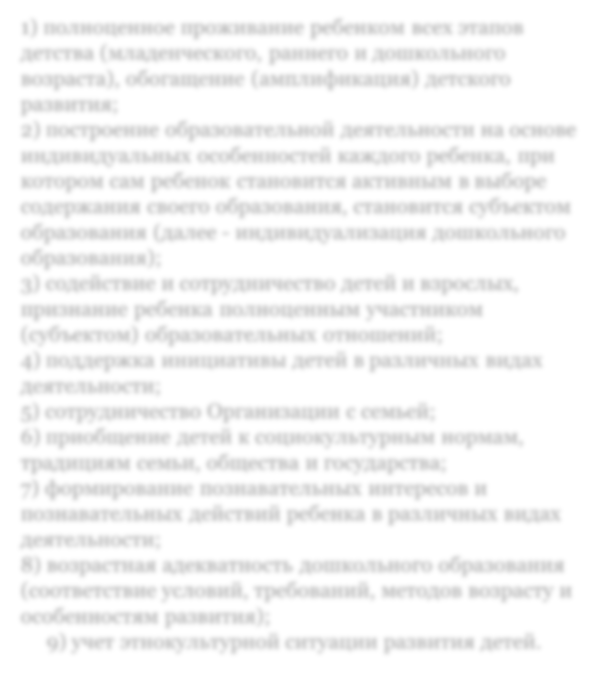 1) полноценное проживание ребенком всех этапов
детства (младенческого, раннего и дошкольного
возраста), обогащение (амплификация) детского
развития;
2) построение образовательной деятельности на основе
индивидуальных особенностей каждого ребенка, при
котором сам ребенок становится активным в выборе
содержания своего образования, становится субъектом
образования (далее - индивидуализация дошкольного
образования);
3) содействие и сотрудничество детей и взрослых,
признание ребенка полноценным участником
(субъектом) образовательных отношений;
4) поддержка инициативы детей в различных видах
деятельности;
5) сотрудничество Организации с семьей;
6) приобщение детей к социокультурным нормам,
традициям семьи, общества и государства;
7) формирование познавательных интересов и
познавательных действий ребенка в различных видах
деятельности;
8) возрастная адекватность дошкольного образования
(соответствие условий, требований, методов возрасту и
особенностям развития);
9) учет этнокультурной ситуации развития детей.